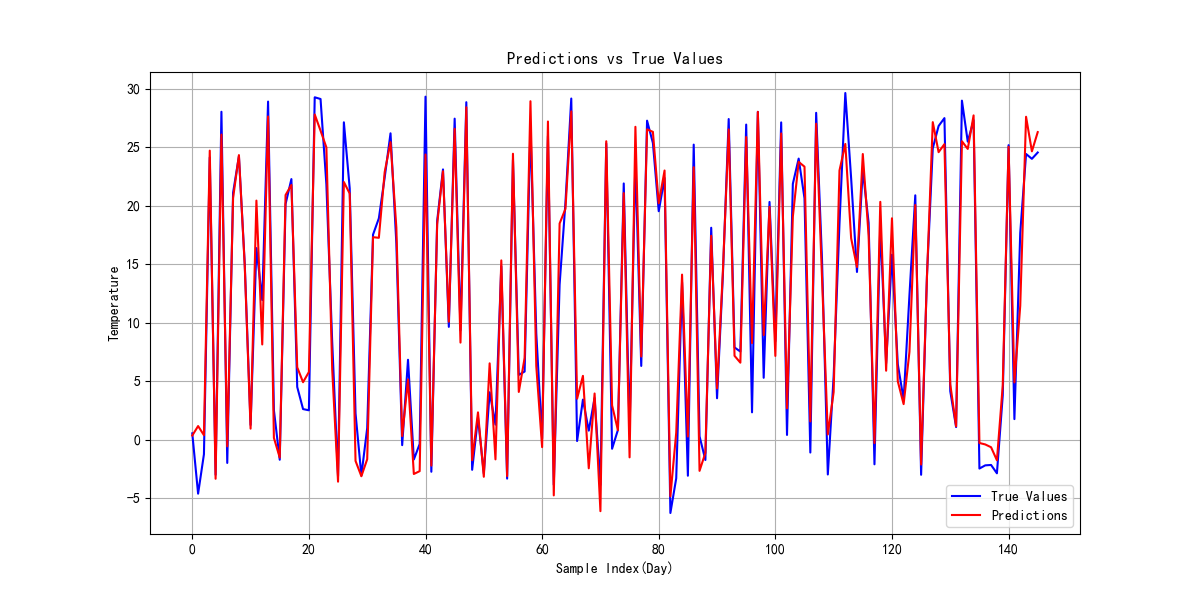 Predictions vs True Values
Temperature
30
25
20
15
10
5
0
−5
0 20 40 60 80 100 120 140
Sample Index(Day)
True Values
Predictions